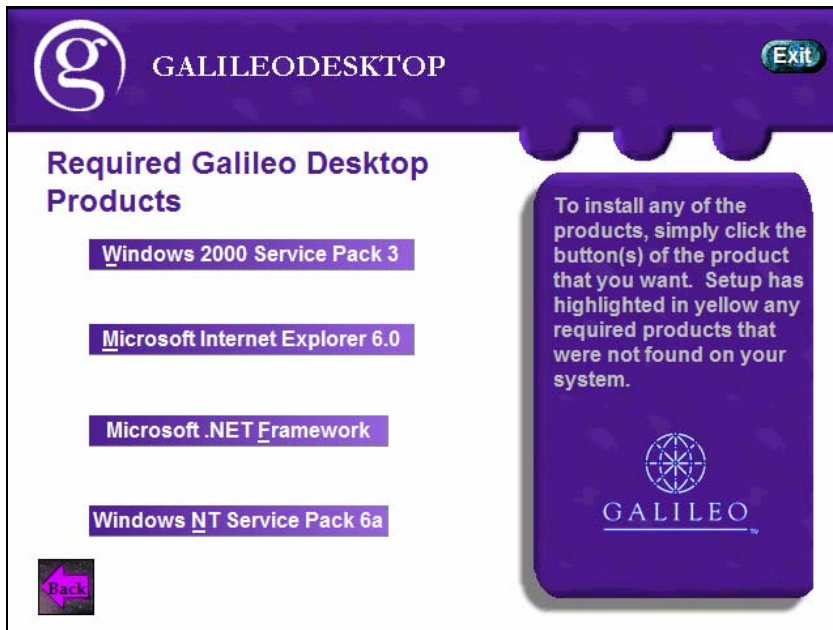 g
GALILEODESKTOP
Exit
Required Galileo Desktop
Products
Windows 2000 Service Pack 3
Microsoft Internet Explorer 6.0
Microsoft .NET Framework
Windows NT Service Pack 6a
Back
To install any of the
products, simply click the
button(s) of the product
that you want. Setup has
highlighted in yellow any
required products that
were not found on your
system.
GALILEO
TM